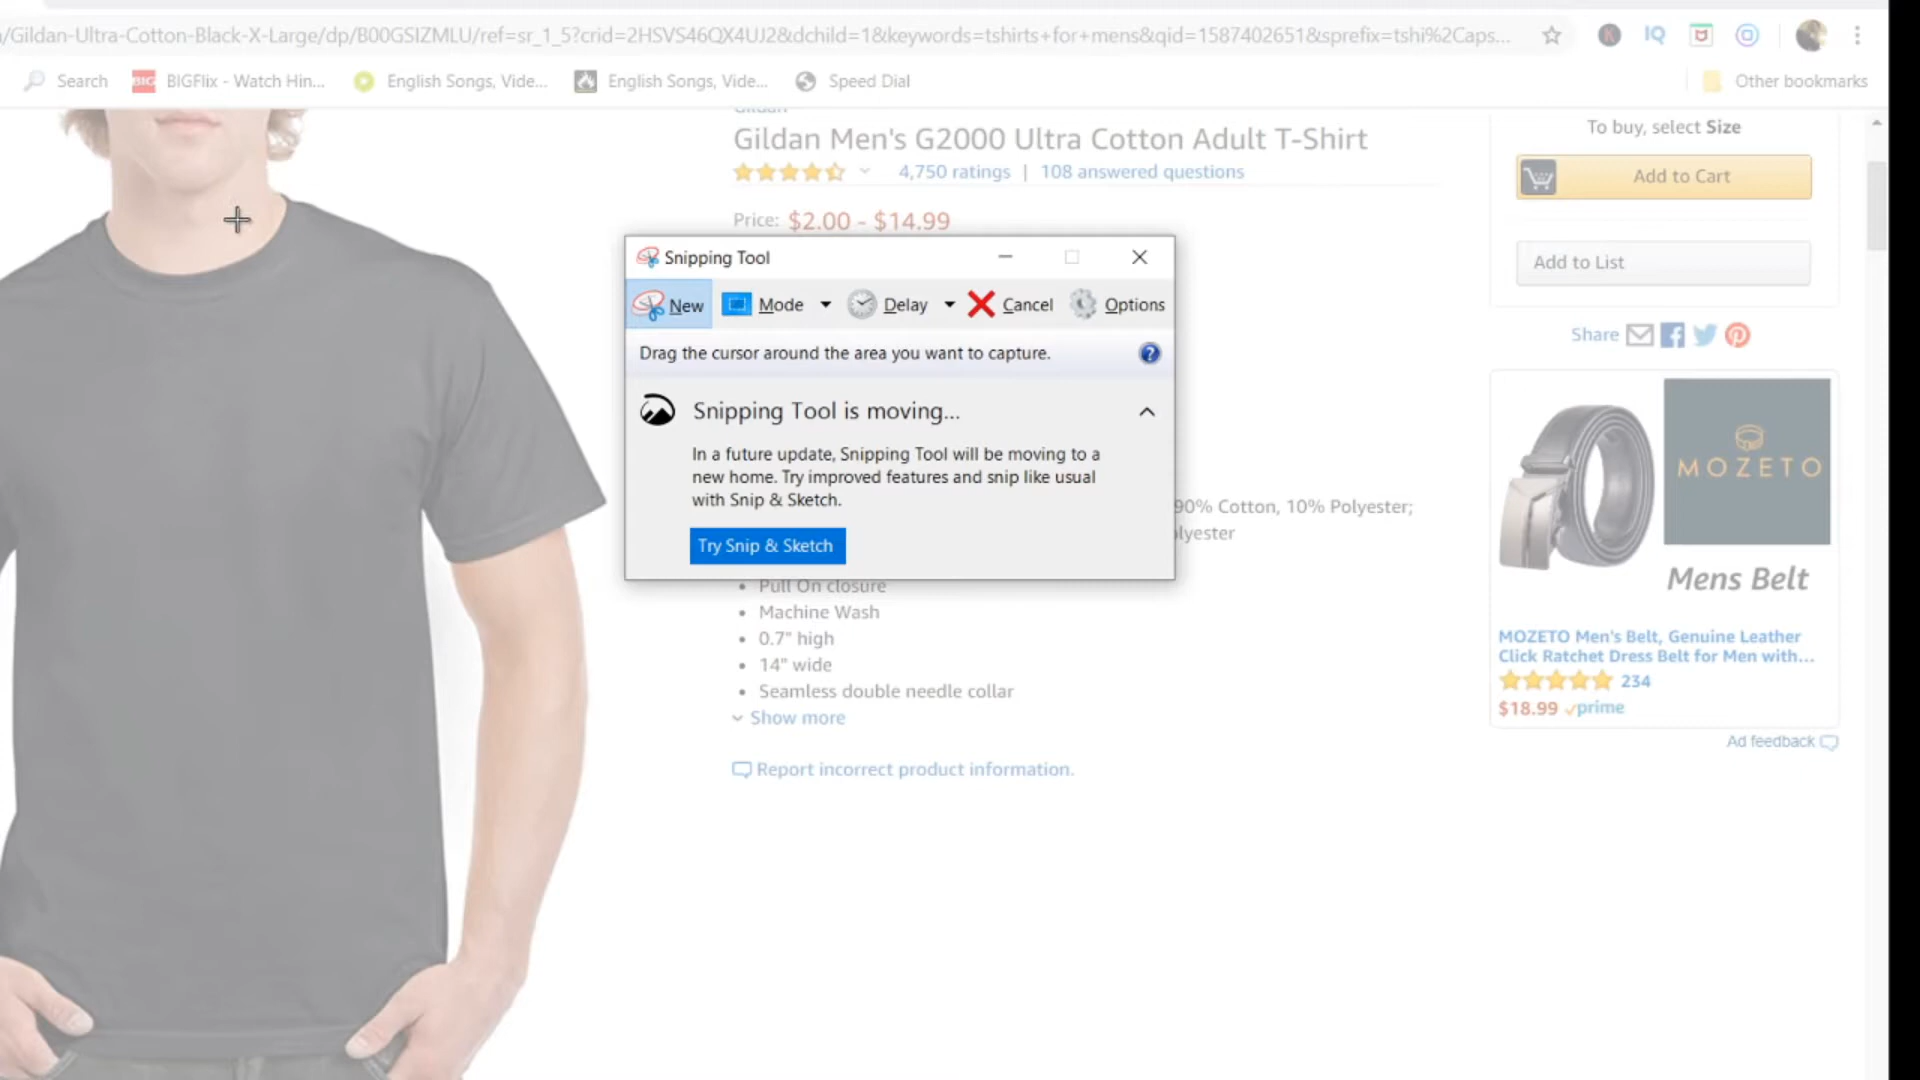 /Gildan-Ultra-Cotton-Black-X-Large/dp/B00GSIZMLU/ref=sr_1_5?crid=2HSVS46QX4UJ2&dchild=1&keywords=tshirts+for+mens&qid=1587402651&sprefix=tshi%2Caps...
IQ
Search
BIG
BIGFlix - Watch Hin...
English Songs, Vide...
English Songs, Vide...
Speed Dial
Other bookmarks
Gildan
Gildan Men's G2000 Ultra Cotton Adult T-Shirt
4,750 ratings | 108 answered questions
Price: $2.00 - $14.99
Snipping Tool
New
Mode
Delay
Cancel
Options
Drag the cursor around the area you want to capture.
?
Snipping Tool is moving...
In a future update, Snipping Tool will be moving to a
new home. Try improved features and snip like usual
with Snip & Sketch.
Try Snip & Sketch
90% Cotton, 10% Polyester;
lyester
Pull On closure
Machine Wash
0.7" high
14" wide
Seamless double needle collar
Show more
Report incorrect product information.
To buy, select Size
Add to Cart
Add to List
Share
MOZETO
Mens Belt
MOZETO Men's Belt, Genuine Leather
Click Ratchet Dress Belt for Men with...
234
$18.99 prime
Ad feedback